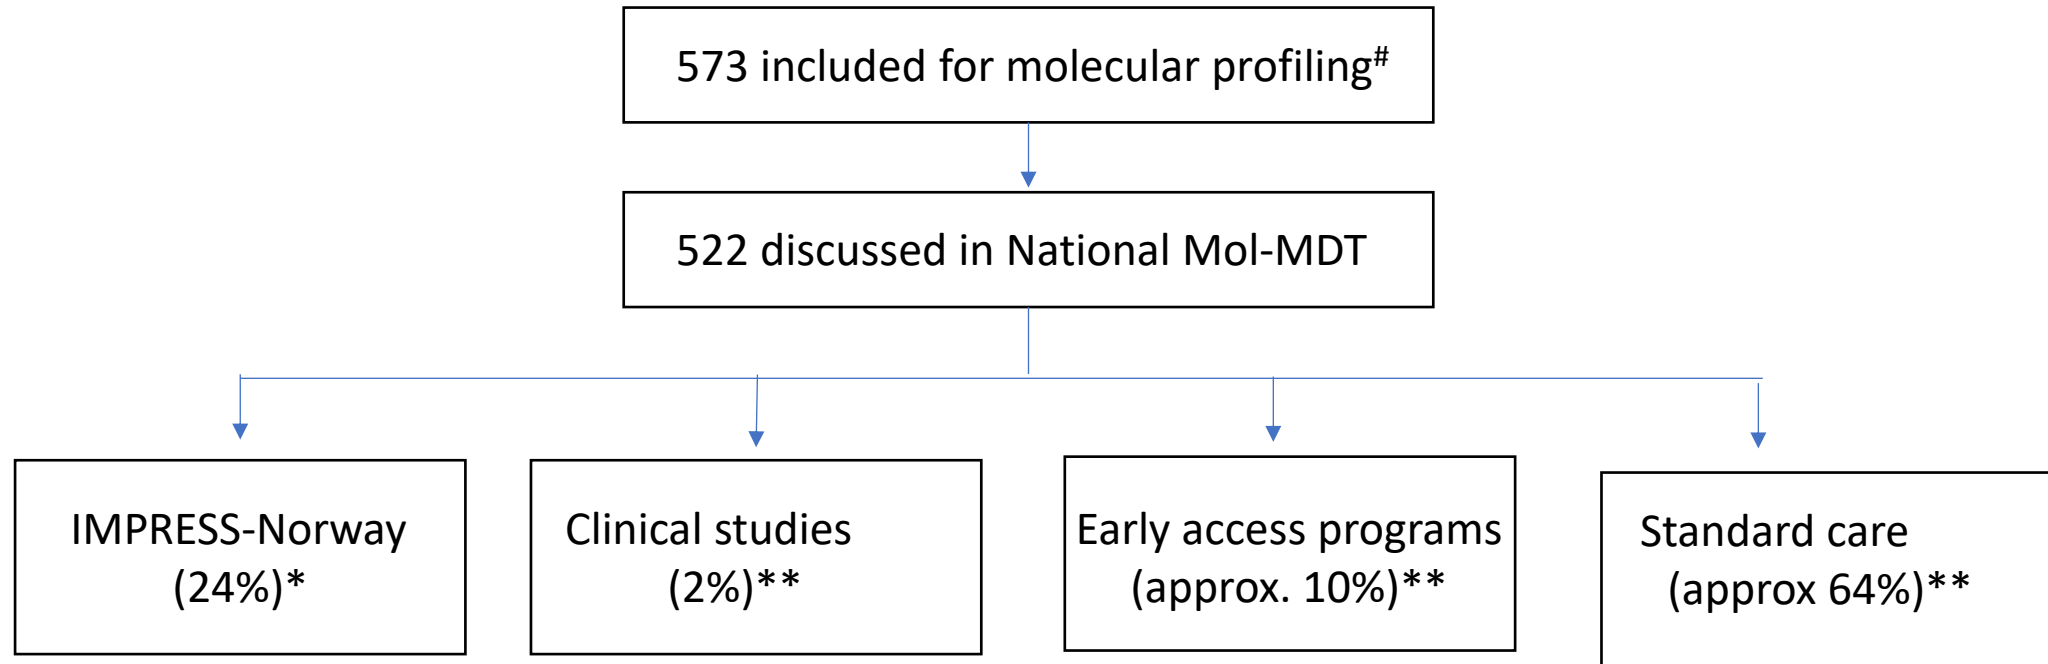 573 included for molecular profiling#
522 discussed in National Mol-MDT
IMPRESS-Norway
(24%)*
Clinical studies
(2%)**
Early access programs
(approx. 10%)**
Standard care
(approx 64%)**